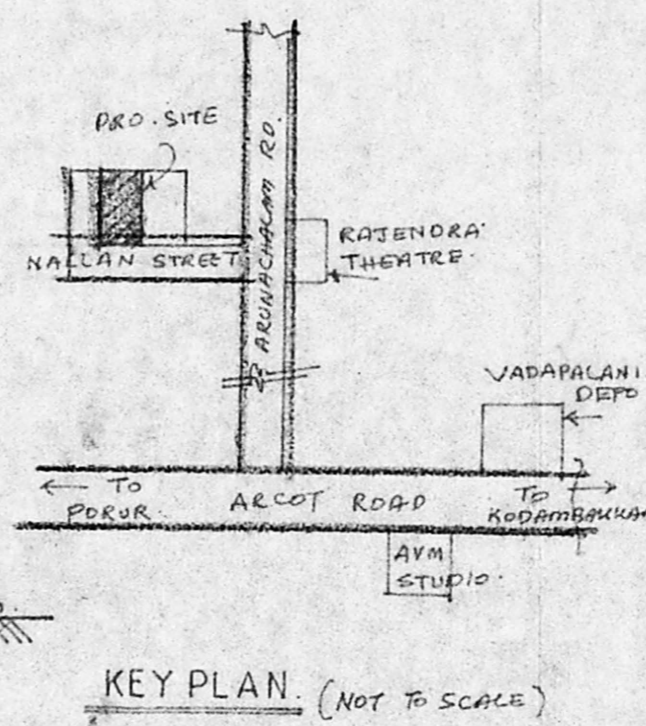 PRO. SITE
ARUNACHALAM RD.
RAJENDRA
THEATRE.
NALLAN STREET
VADAPALANI
DEPO
← TO
PORUR.
ARCOT ROAD
TO →
KODAMBAKKA
AVM
STUDIO.
KEY PLAN. (NOT TO SCALE)